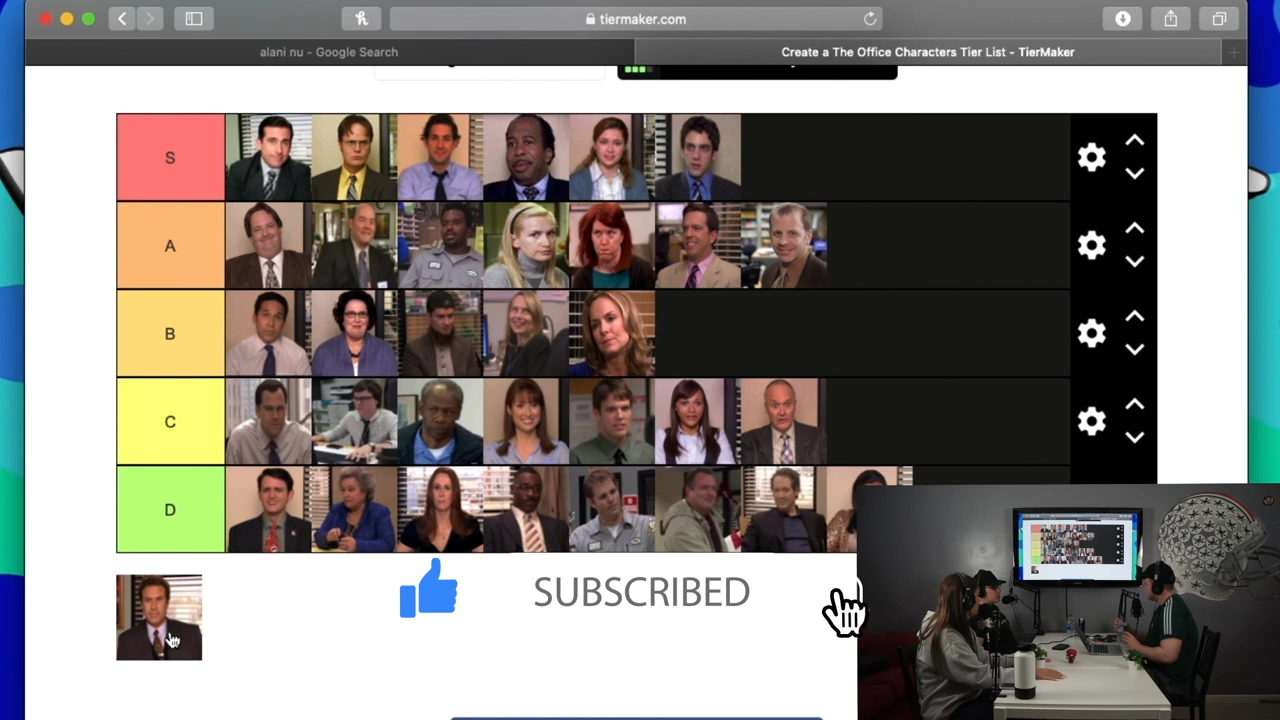 tiermaker.com
alani nu - Google Search
Create a The Office Characters Tier List - TierMaker
S
A
B
C
D
SUBSCRIBED